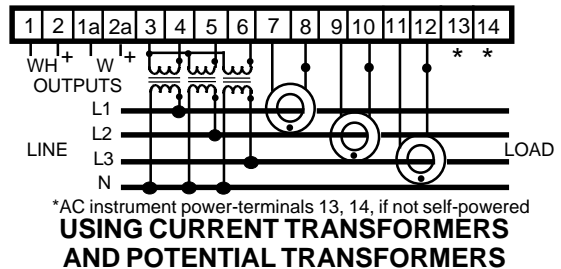 1 2 1a 2a 3 4 5 6 7 8 9 10 11 12 13 14
+ + * *
WH W
OUTPUTS
L1
L2
LINE L3 LOAD
N
*AC instrument power-terminals 13, 14, if not self-powered
USING CURRENT TRANSFORMERS
AND POTENTIAL TRANSFORMERS